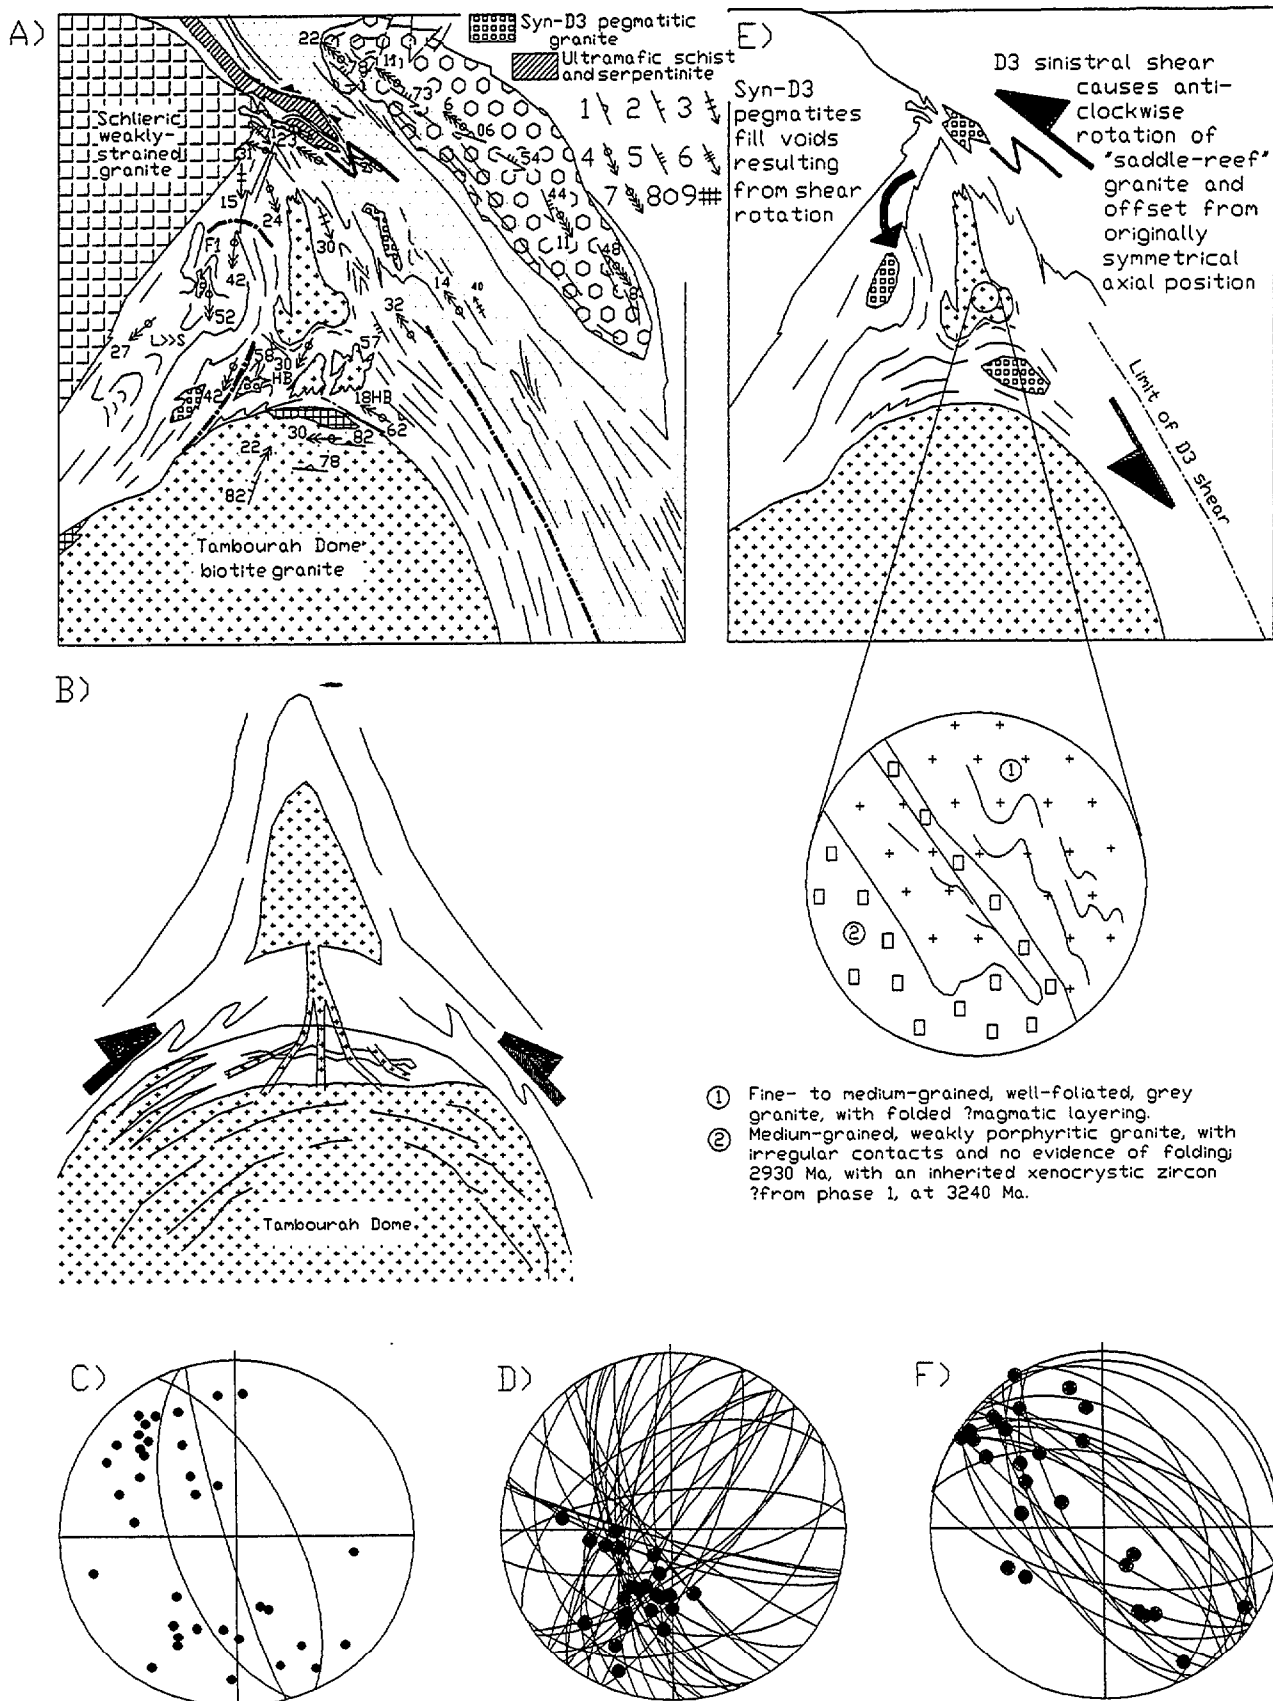 A)
Syn-D3 pegmatitic
granite
Ultramafic schist
and serpentinite
1 2 3
4 5 6
7 8 9
Schlieric
weakly-
strained
granite
22
79
11
73
6
06
54
44
11
48
8
23
31
15
24
30
F1
42
52
27
L>>S
14
40
32
57
58
30
HB
42
18HB
62
30
82
22
78
82
Tambourah Dome
biotite granite
E)
Syn-D3
pegmatites
fill voids
resulting
from shear
rotation
D3 sinistral shear
causes anti-
clockwise
rotation of
"saddle-reef"
granite and
offset from
originally
symmetrical
axial position
Limit of D3 shear
B)
Tambourah Dome
1
2
① Fine- to medium-grained, well-foliated, grey
granite, with folded ?magmatic layering.
② Medium-grained, weakly porphyritic granite, with
irregular contacts and no evidence of folding;
2930 Ma, with an inherited xenocrystic zircon
?from phase 1, at 3240 Ma.
C)
D)
F)